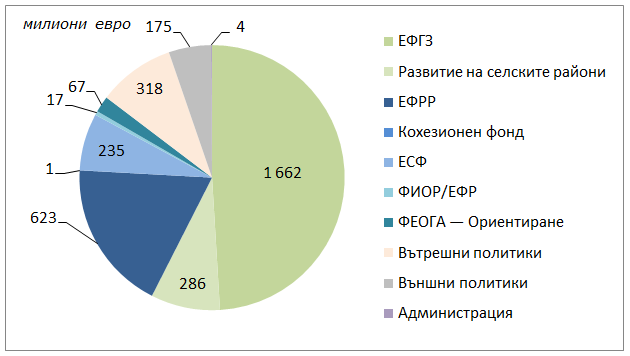 милиони евро
175
4
67
318
17
235
1
1 662
623
286
ЕФГЗ
Развитие на селските райони
ЕФРР
Кохезионен фонд
ЕСФ
ФИОР/ЕФР
ФЕОГА — Ориентиране
Вътрешни политики
Външни политики
Администрация